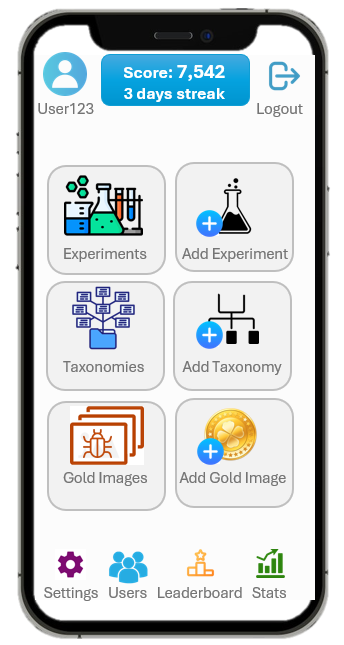 Score: 7,542
3 days streak
User123
Logout
Experiments
Add Experiment
Taxonomies
Add Taxonomy
Gold Images
Add Gold Image
Settings
Users
Leaderboard
Stats